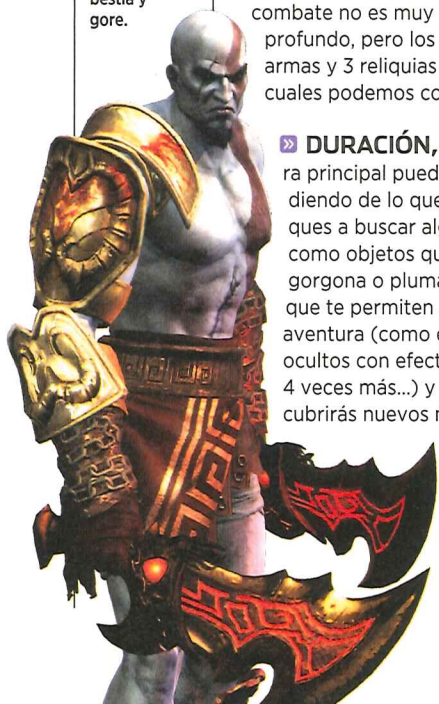 bestia y
gore.
combate no es muy
profundo, pero los
armas y 3 reliquias
cuales podemos co
» DURACIÓN,
ra principal pued
diendo de lo que
ques a buscar alg
como objetos qu
gorgona o pluma
que te permiten
aventura (como e
ocultos con efect
4 veces más...) y
cubrirás nuevos